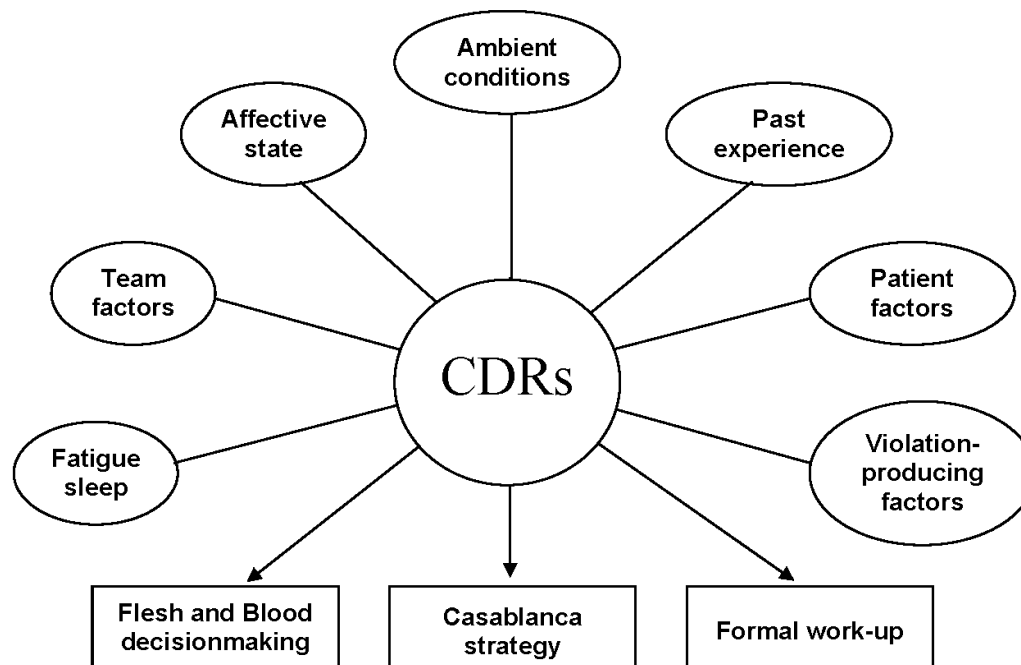 Ambient
conditions
Affective
state
Past
experience
Team
factors
Patient
factors
CDRs
Fatigue
sleep
Violation-
producing
factors
Flesh and Blood
decisionmaking
Casablanca
strategy
Formal work-up